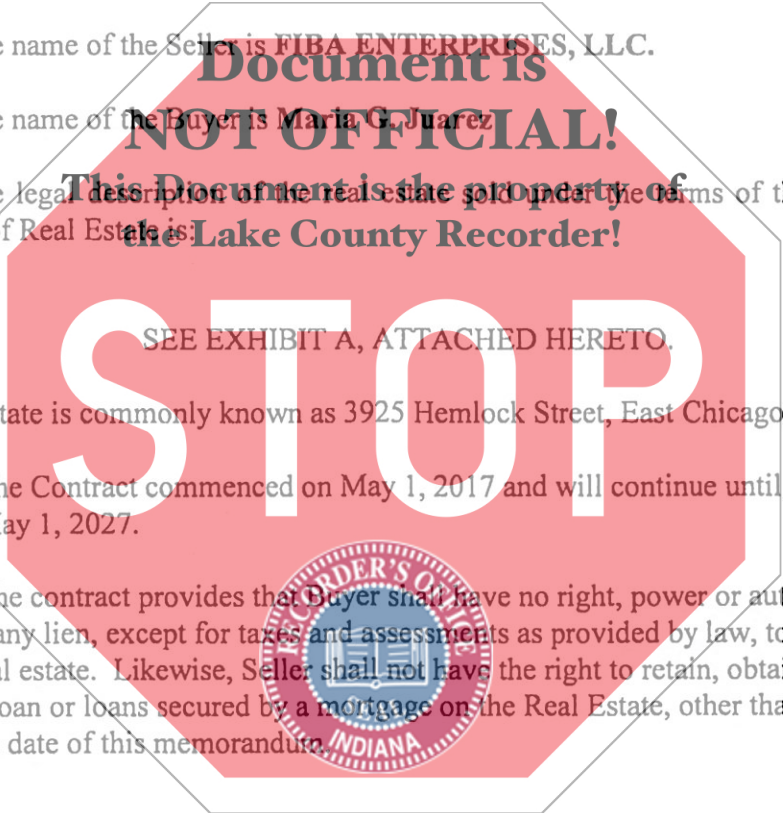 e name of the Seller is FIBA ENTERPRISES, LLC.
Document is
e name of the Buyer is Maria G. Juarez
NOT OFFICIAL!
This Document is the property of
e legal description of the real estate sold under the terms of t
the Lake County Recorder!
f Real Estate is:
SEE EXHIBIT A, ATTACHED HERETO.
STOP
tate is commonly known as 3925 Hemlock Street, East Chicago
ne Contract commenced on May 1, 2017 and will continue until
ay 1, 2027.
RECORDER'S OFFICE
ne contract provides that Buyer shall have no right, power or aut
any lien, except for taxes and assessments as provided by law, to
al estate. Likewise, Seller shall not have the right to retain, obtai
oan or loans secured by a mortgage on the Real Estate, other tha
date of this memorandum.
INDIANA